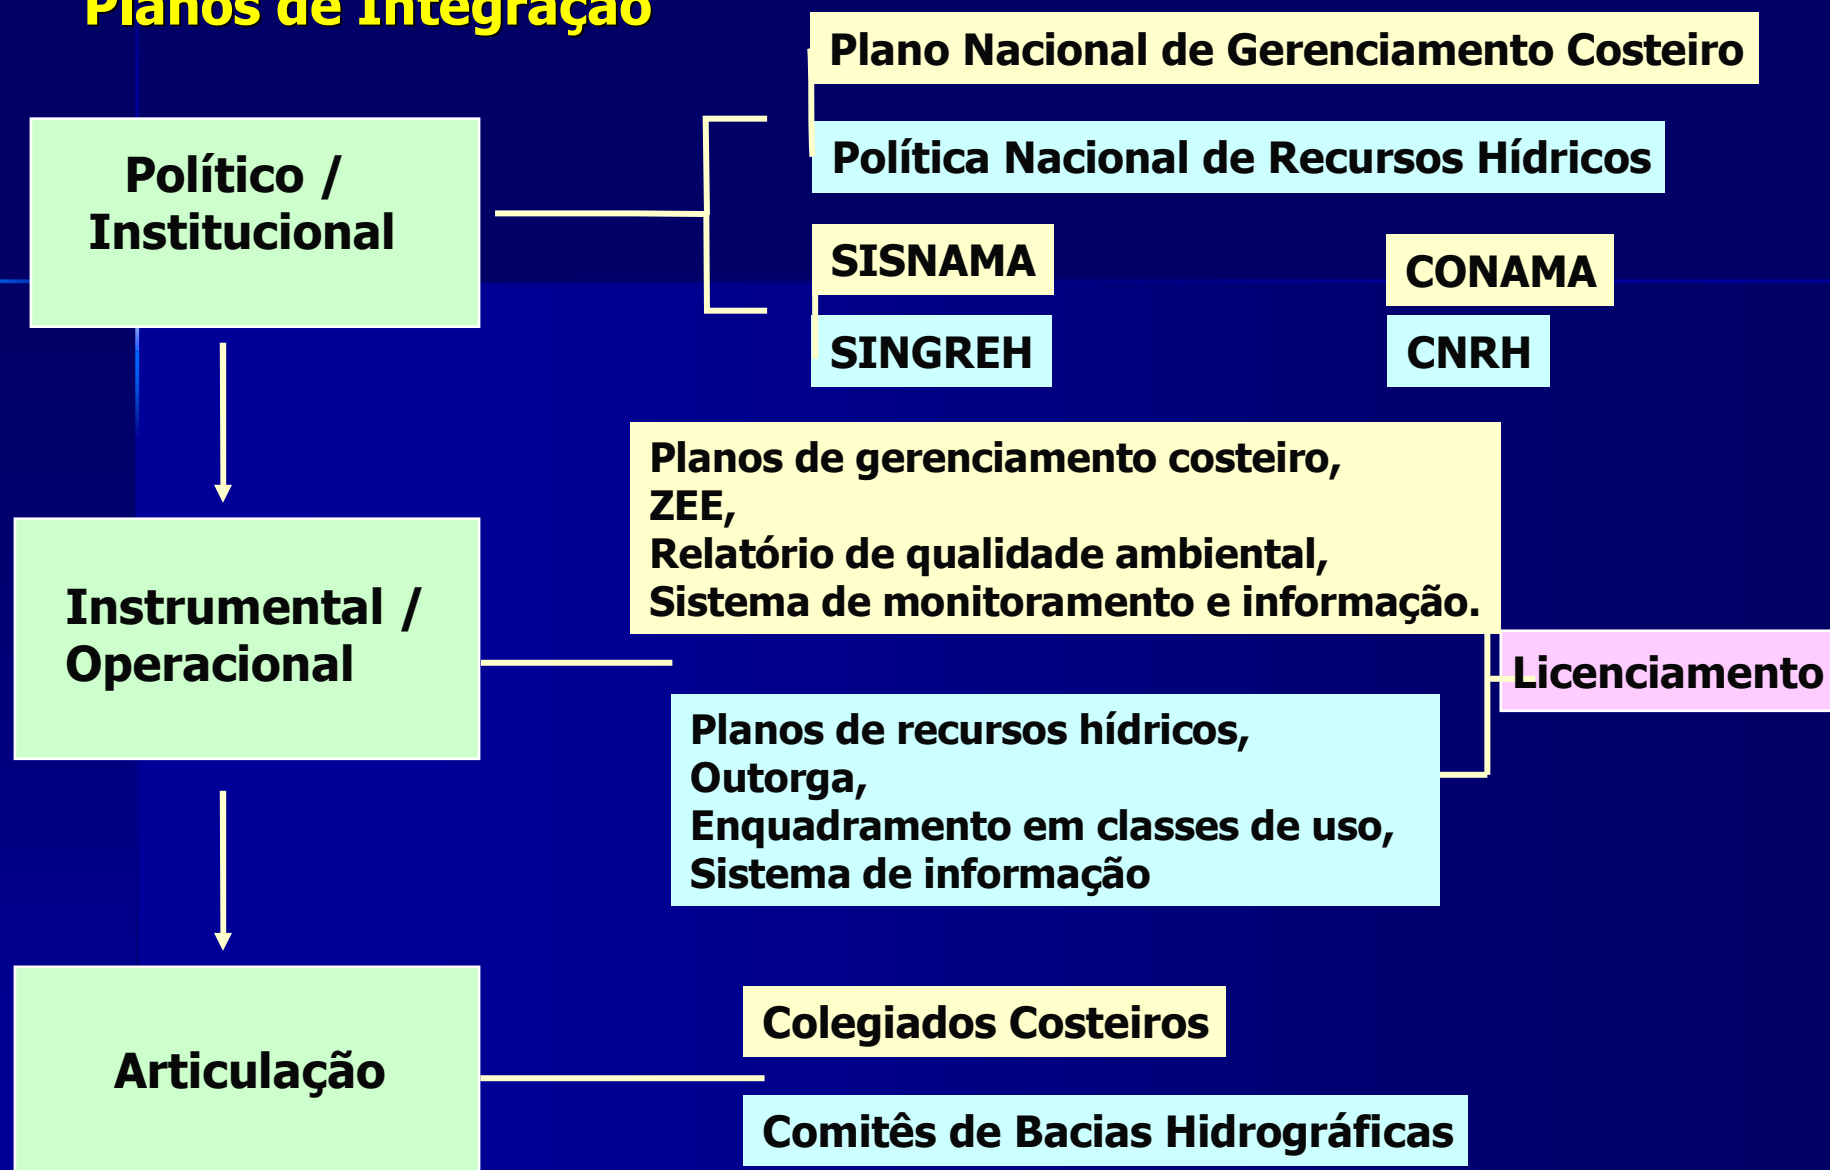 Planos de Integração
Plano Nacional de Gerenciamento Costeiro
Político /
Institucional
Política Nacional de Recursos Hídricos
SISNAMA
CONAMA
SINGREH
CNRH
Planos de gerenciamento costeiro,
ZEE,
Relatório de qualidade ambiental,
Sistema de monitoramento e informação.
Instrumental /
Operacional
Licenciamento
Planos de recursos hídricos,
Outorga,
Enquadramento em classes de uso,
Sistema de informação
Colegiados Costeiros
Articulação
Comitês de Bacias Hidrográficas